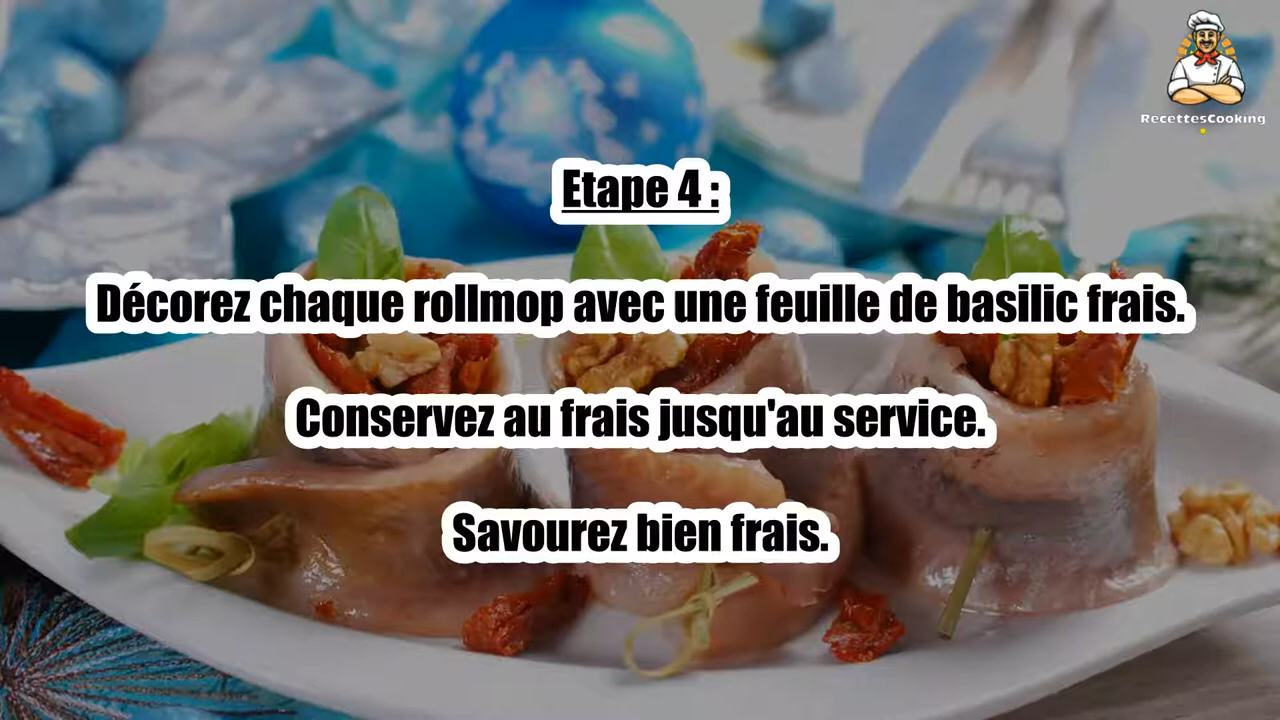 RecettesCooking
Etape 4 :
Décorez chaque rollmop avec une feuille de basilic frais.
Conservez au frais jusqu'au service.
Savourez bien frais.